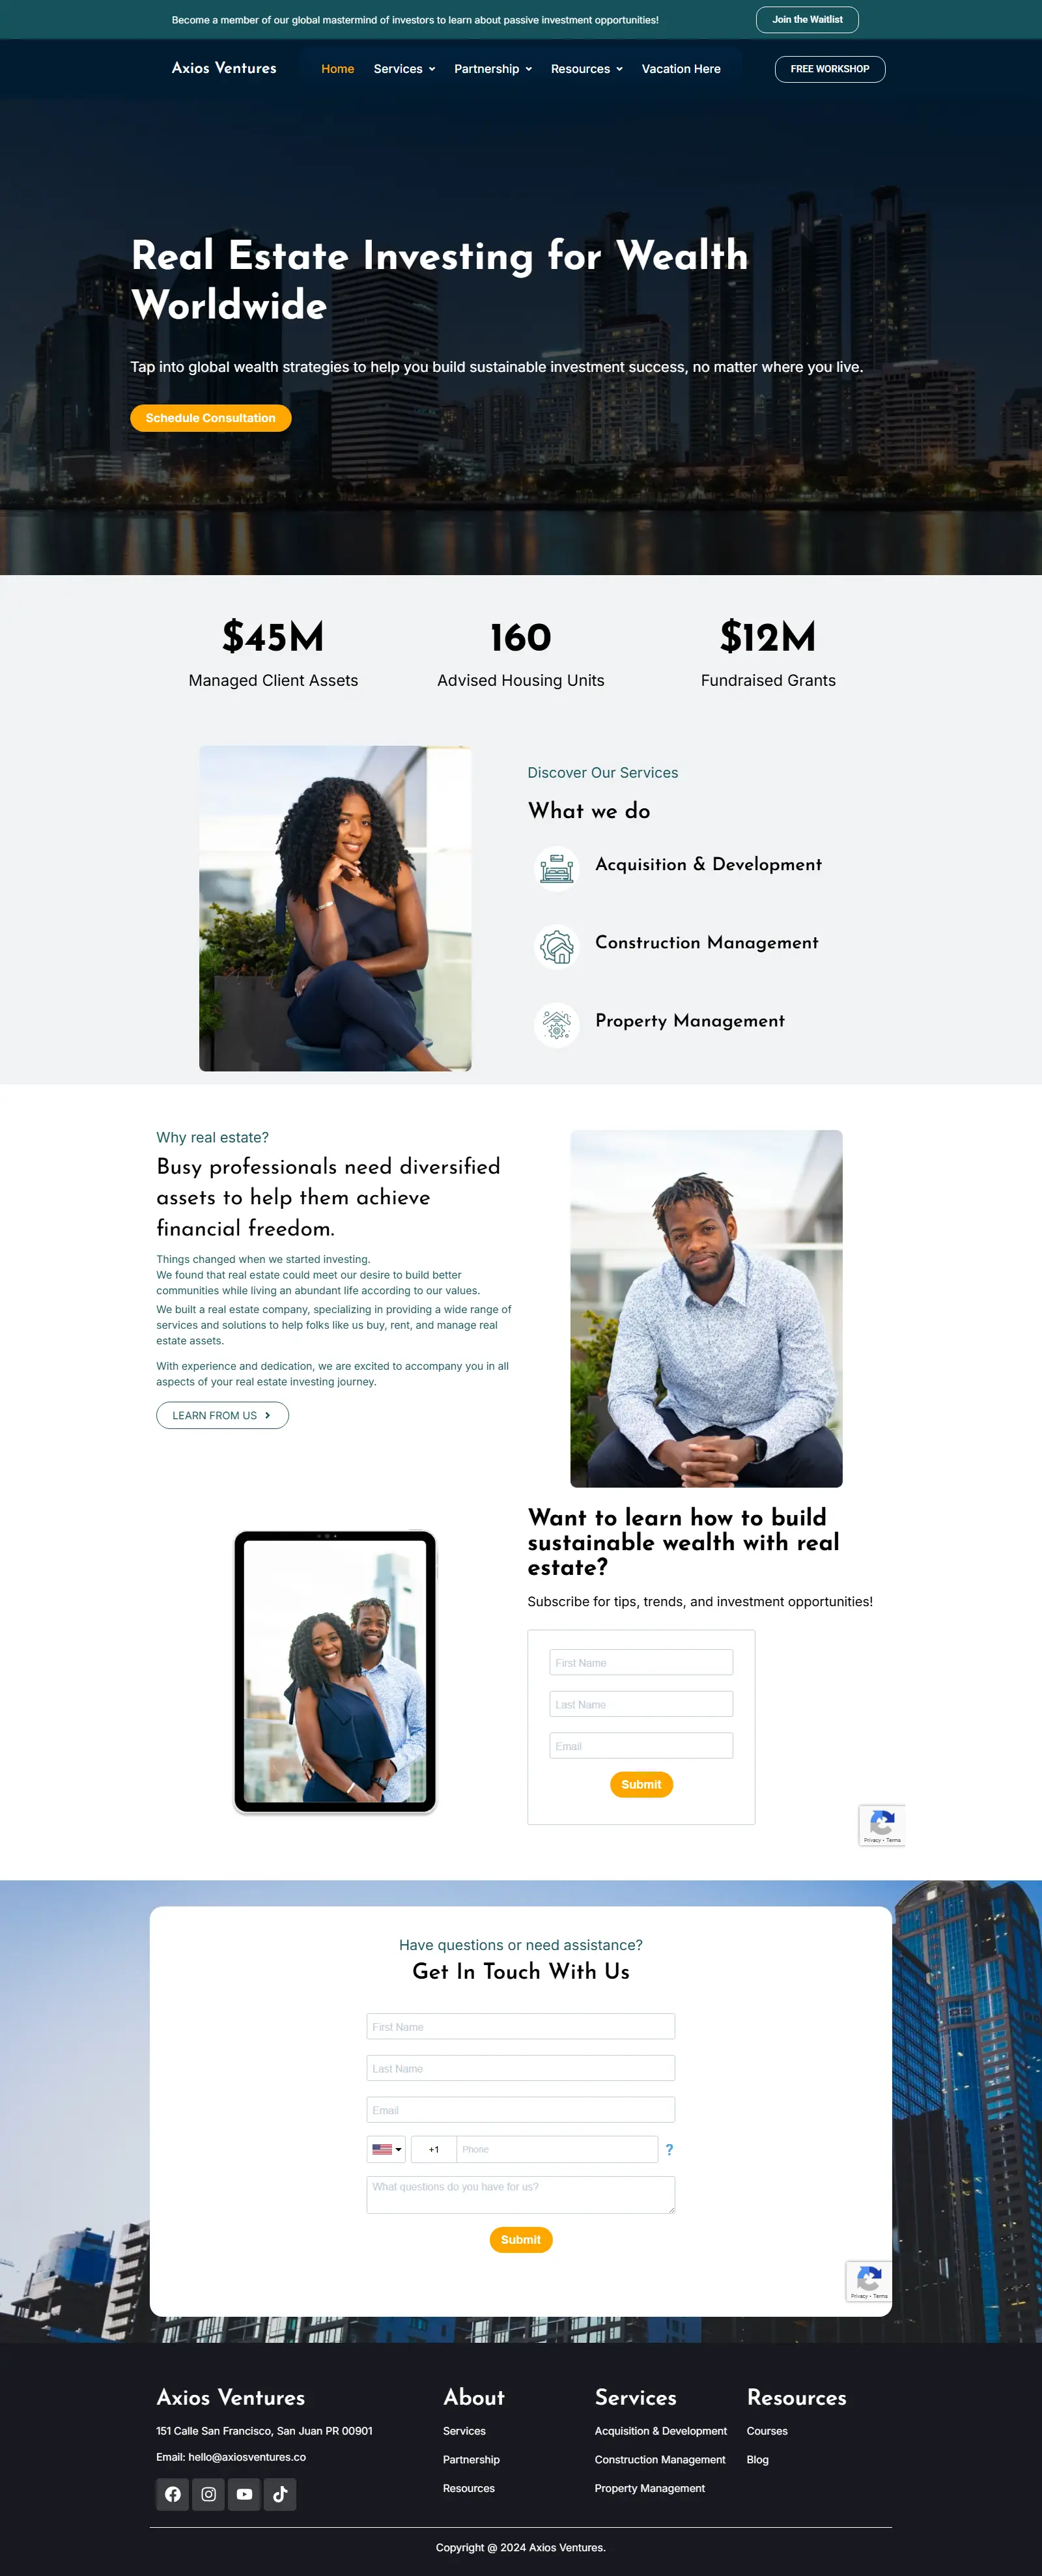 Become a member of our global mastermind of investors to learn about passive investment opportunities!
Join the Waitlist
Axios Ventures
Home
Services
Partnership
Resources
Vacation Here
FREE WORKSHOP
Real Estate Investing for Wealth
Worldwide
Tap into global wealth strategies to help you build sustainable investment success, no matter where you live.
Schedule Consultation
$45M
160
$12M
Managed Client Assets
Advised Housing Units
Fundraised Grants
Discover Our Services
What we do
Acquisition & Development
Construction Management
Property Management
Why real estate?
Busy professionals need diversified
assets to help them achieve
financial freedom.
Things changed when we started investing.
We found that real estate could meet our desire to build better
communities while living an abundant life according to our values.
We built a real estate company, specializing in providing a wide range of
services and solutions to help folks like us buy, rent, and manage real
estate assets.
With experience and dedication, we are excited to accompany you in all
aspects of your real estate investing journey.
LEARN FROM US
Want to learn how to build
sustainable wealth with real
estate?
Subscribe for tips, trends, and investment opportunities!
First Name
Last Name
Email
Submit
Privacy - Terms
Have questions or need assistance?
Get In Touch With Us
First Name
Last Name
Email
+1
Phone
?
What questions do you have for us?
Submit
Privacy - Terms
Axios Ventures
151 Calle San Francisco, San Juan PR 00901
Email: hello@axiosventures.co
About
Services
Partnership
Resources
Services
Acquisition & Development
Construction Management
Property Management
Resources
Courses
Blog
Copyright @ 2024 Axios Ventures.